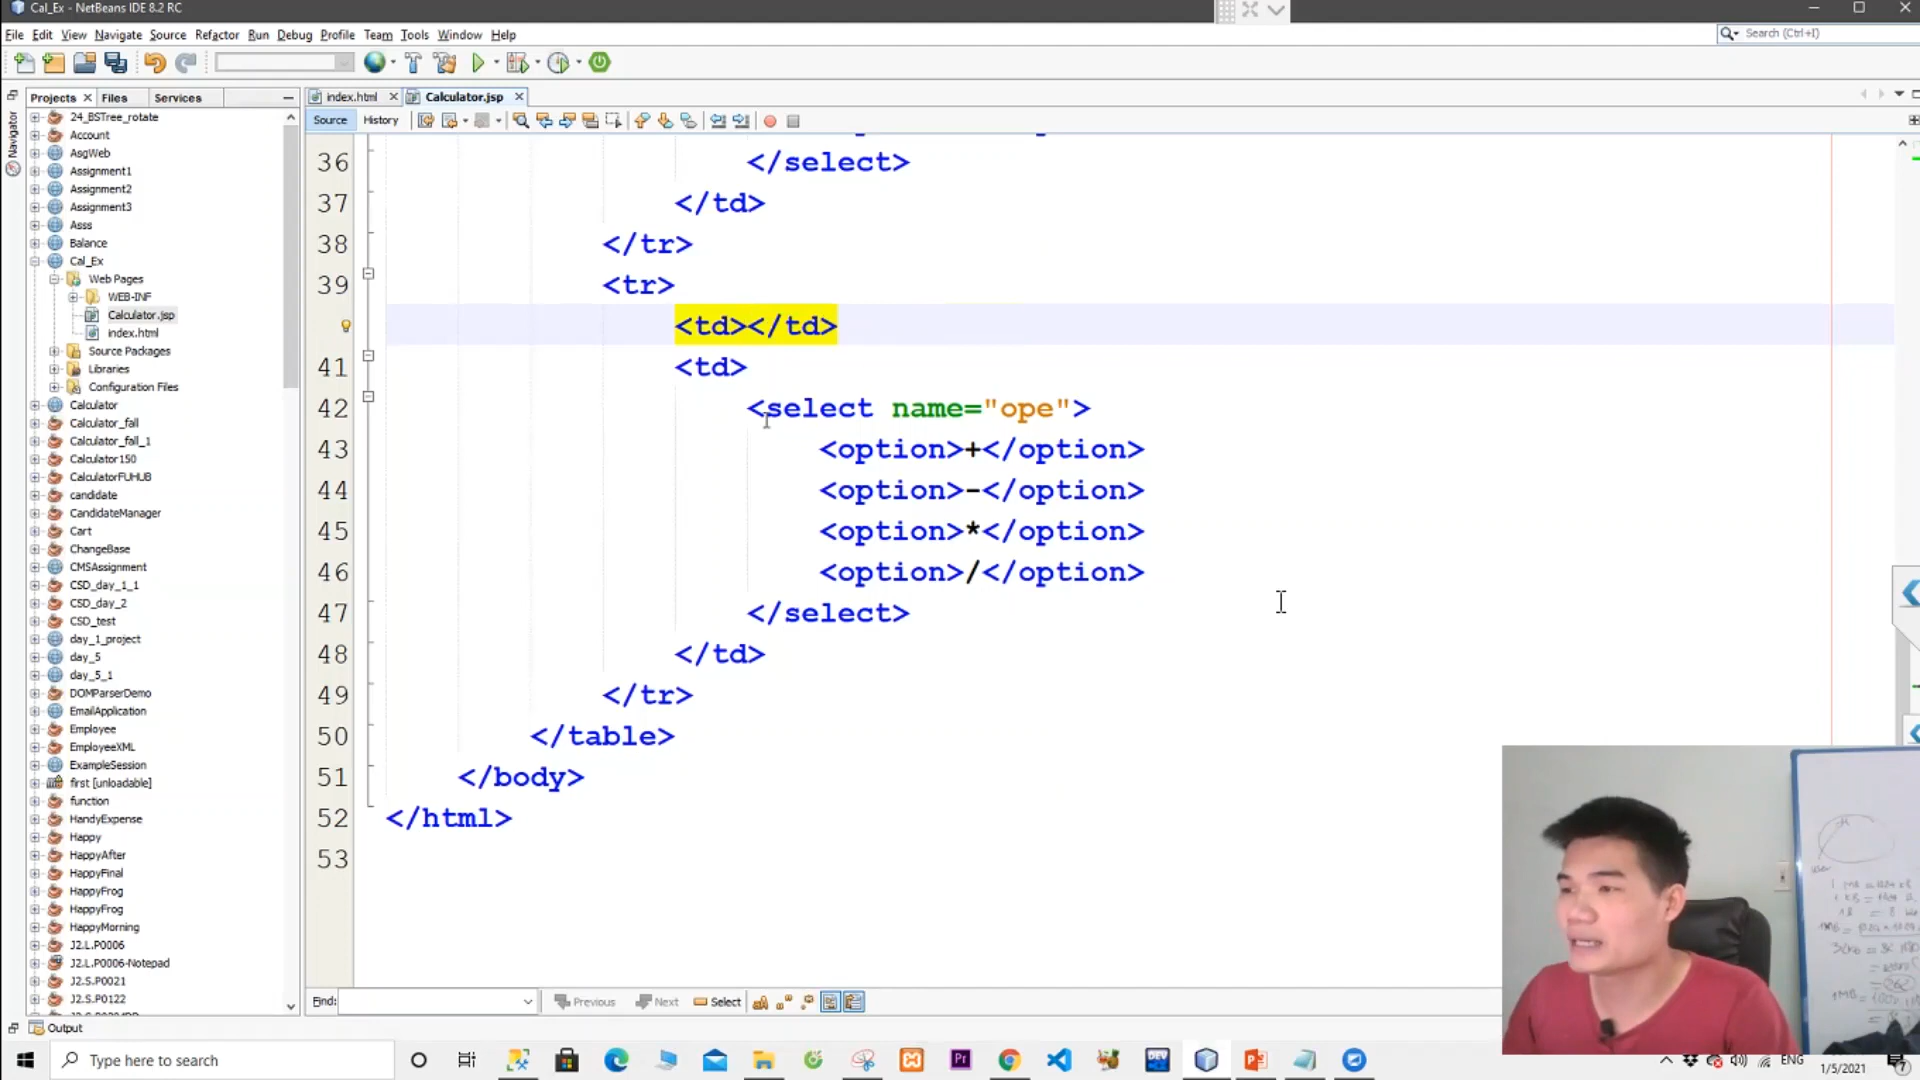 Cal_Ex - NetBeans IDE 8.2 RC
File Edit View Navigate Source Refactor Run Debug Profile Team Tools Window Help
Search (Ctrl+I)
Projects Files Services
index.html Calculator.jsp
Source History
Navigator
24_BSTree_rotate
Account
AsgWeb
Assignment1
Assignment2
Assignment3
Asss
Balance
Cal_Ex
Web Pages
WEB-INF
Calculator.jsp
index.html
Source Packages
Libraries
Configuration Files
Calculator
Calculator_fall
Calculator_fall_1
Calculator150
CalculatorFUHUB
candidate
CandidateManager
Cart
ChangeBase
CMSAssignment
CSD_day_1_1
CSD_day_2
CSD_test
day_1_project
day_5
day_5_1
DOMParserDemo
EmailApplication
Employee
EmployeeXML
ExampleSession
first [unloadable]
function
HandyExpense
Happy
HappyAfter
HappyFinal
HappyFrog
HappyFrog
HappyMorning
J2.L.P0006
J2.L.P0006-Notepad
J2.S.P0021
J2.S.P0122
36 </select>
37 </td>
38 </tr>
39 <tr>
<td></td>
41 <td>
42 <select name="ope">
43 <option>+</option>
44 <option>-</option>
45 <option>*</option>
46 <option>/</option>
47 </select>
48 </td>
49 </tr>
50 </table>
51 </body>
52 </html>
53
Find: Previous Next Select
Output
Type here to search
Pr
DEV
ENG
1/5/2021